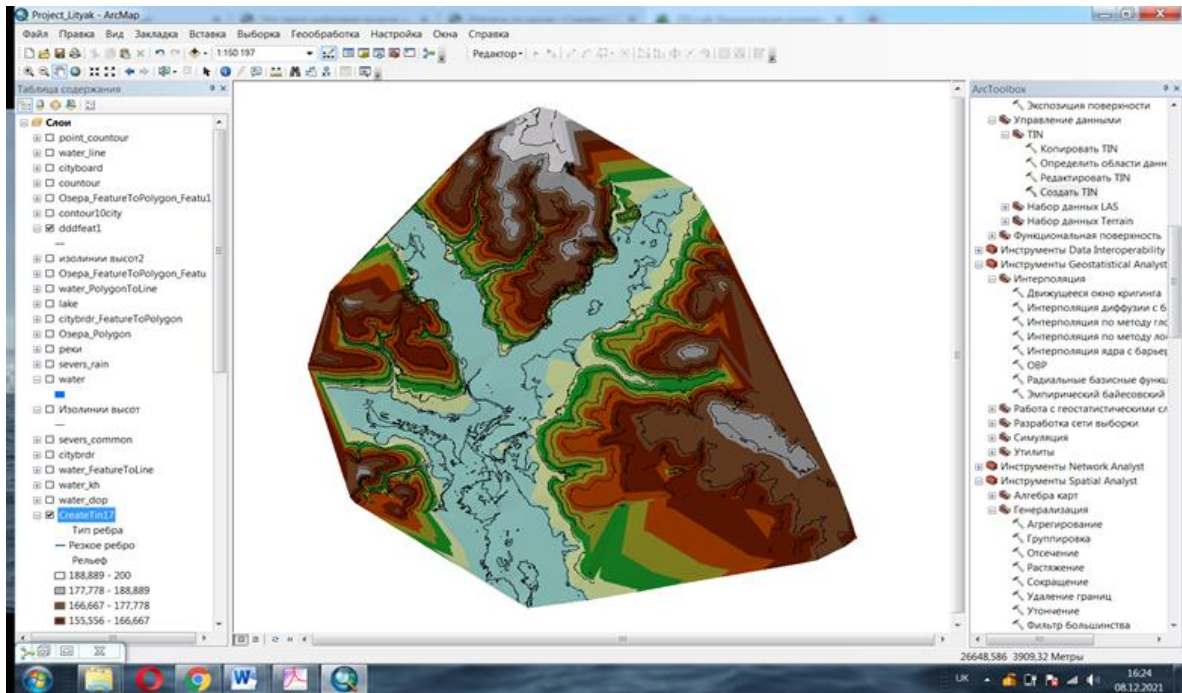 Project_Lityak - ArcMap
Файл Правка Вид Закладка Вставка Выборка Геообработка Настройка Окна Справка
1:150 197
Редактор
Таблица содержания
Слои
point_countour
water_line
cityboard
countour
Озера_FeatureToPolygon_Featu1
contour10city
dddfeat1
изолинии высот2
Озера_FeatureToPolygon_Featu
water_PolygonToLine
lake
citybrdr_FeatureToPolygon
Озера_Polygon
реки
severs_rain
water
Изолинии высот
severs_common
citybrdr
water_FeatureToLine
water_kh
water_dop
CreateTin17
Тип ребра
Резкое ребро
Рельеф
188,889 - 200
177,778 - 188,889
166,667 - 177,778
155,556 - 166,667
ArcToolbox
Экспозиция поверхности
Управление данными
TIN
Копировать TIN
Определить области данн
Редактировать TIN
Создать TIN
Набор данных LAS
Набор данных Terrain
Функциональная поверхность
Инструменты Data Interoperability
Инструменты Geostatistical Analyst
Интерполяция
Движущееся окно кригинга
Интерполяция диффузии с б
Интерполяция по методу гло
Интерполяция по методу лок
Интерполяция ядра с барьер
ОВР
Радиальные базисные функц
Эмпирический байесовский
Работа с геостатистическими сл
Разработка сети выборки
Симуляция
Утилиты
Инструменты Network Analyst
Инструменты Spatial Analyst
Алгебра карт
Генерализация
Агрегирование
Группировка
Отсечение
Растяжение
Сокращение
Удаление границ
Утончение
Фильтр большинства
26648,586 3909,32 Метры
UK
16:24
08.12.2021